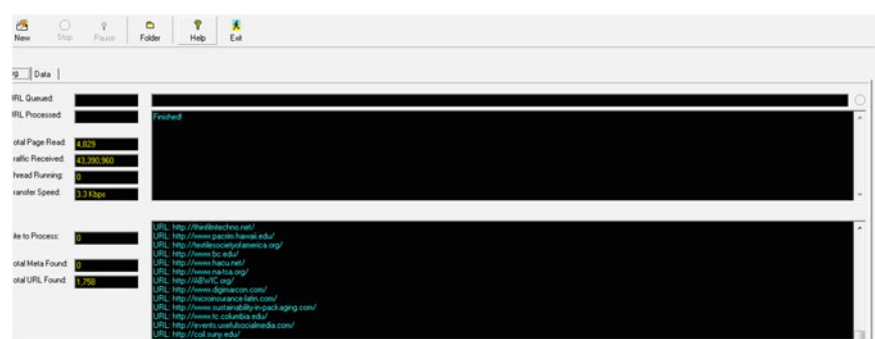 New Stop Pause Folder Help Exit
g Data
URL Queued:
URL Processed: Finished!
otal Page Read: 4,829
raffic Received: 43,390,960
hread Running: 0
ransfer Speed: 3.3 Kbps
ite to Process: 0
otal Meta Found: 0
otal URL Found: 1,758
URL: http://thinfilmtechno.net/
URL: http://www.pacrim.hawaii.edu/
URL: http://textilesocietyofamerica.org/
URL: http://www.bc.edu/
URL: http://www.hacu.net/
URL: http://www.na-tsa.org/
URL: http://AEWIC.org/
URL: http://www.digimarcon.com/
URL: http://microinsurance-latin.com/
URL: http://www.sustainability-in-packaging.com/
URL: http://www.tc.columbia.edu/
URL: http://events.usefulsocialmedia.com/
URL: http://coil.suny.edu/